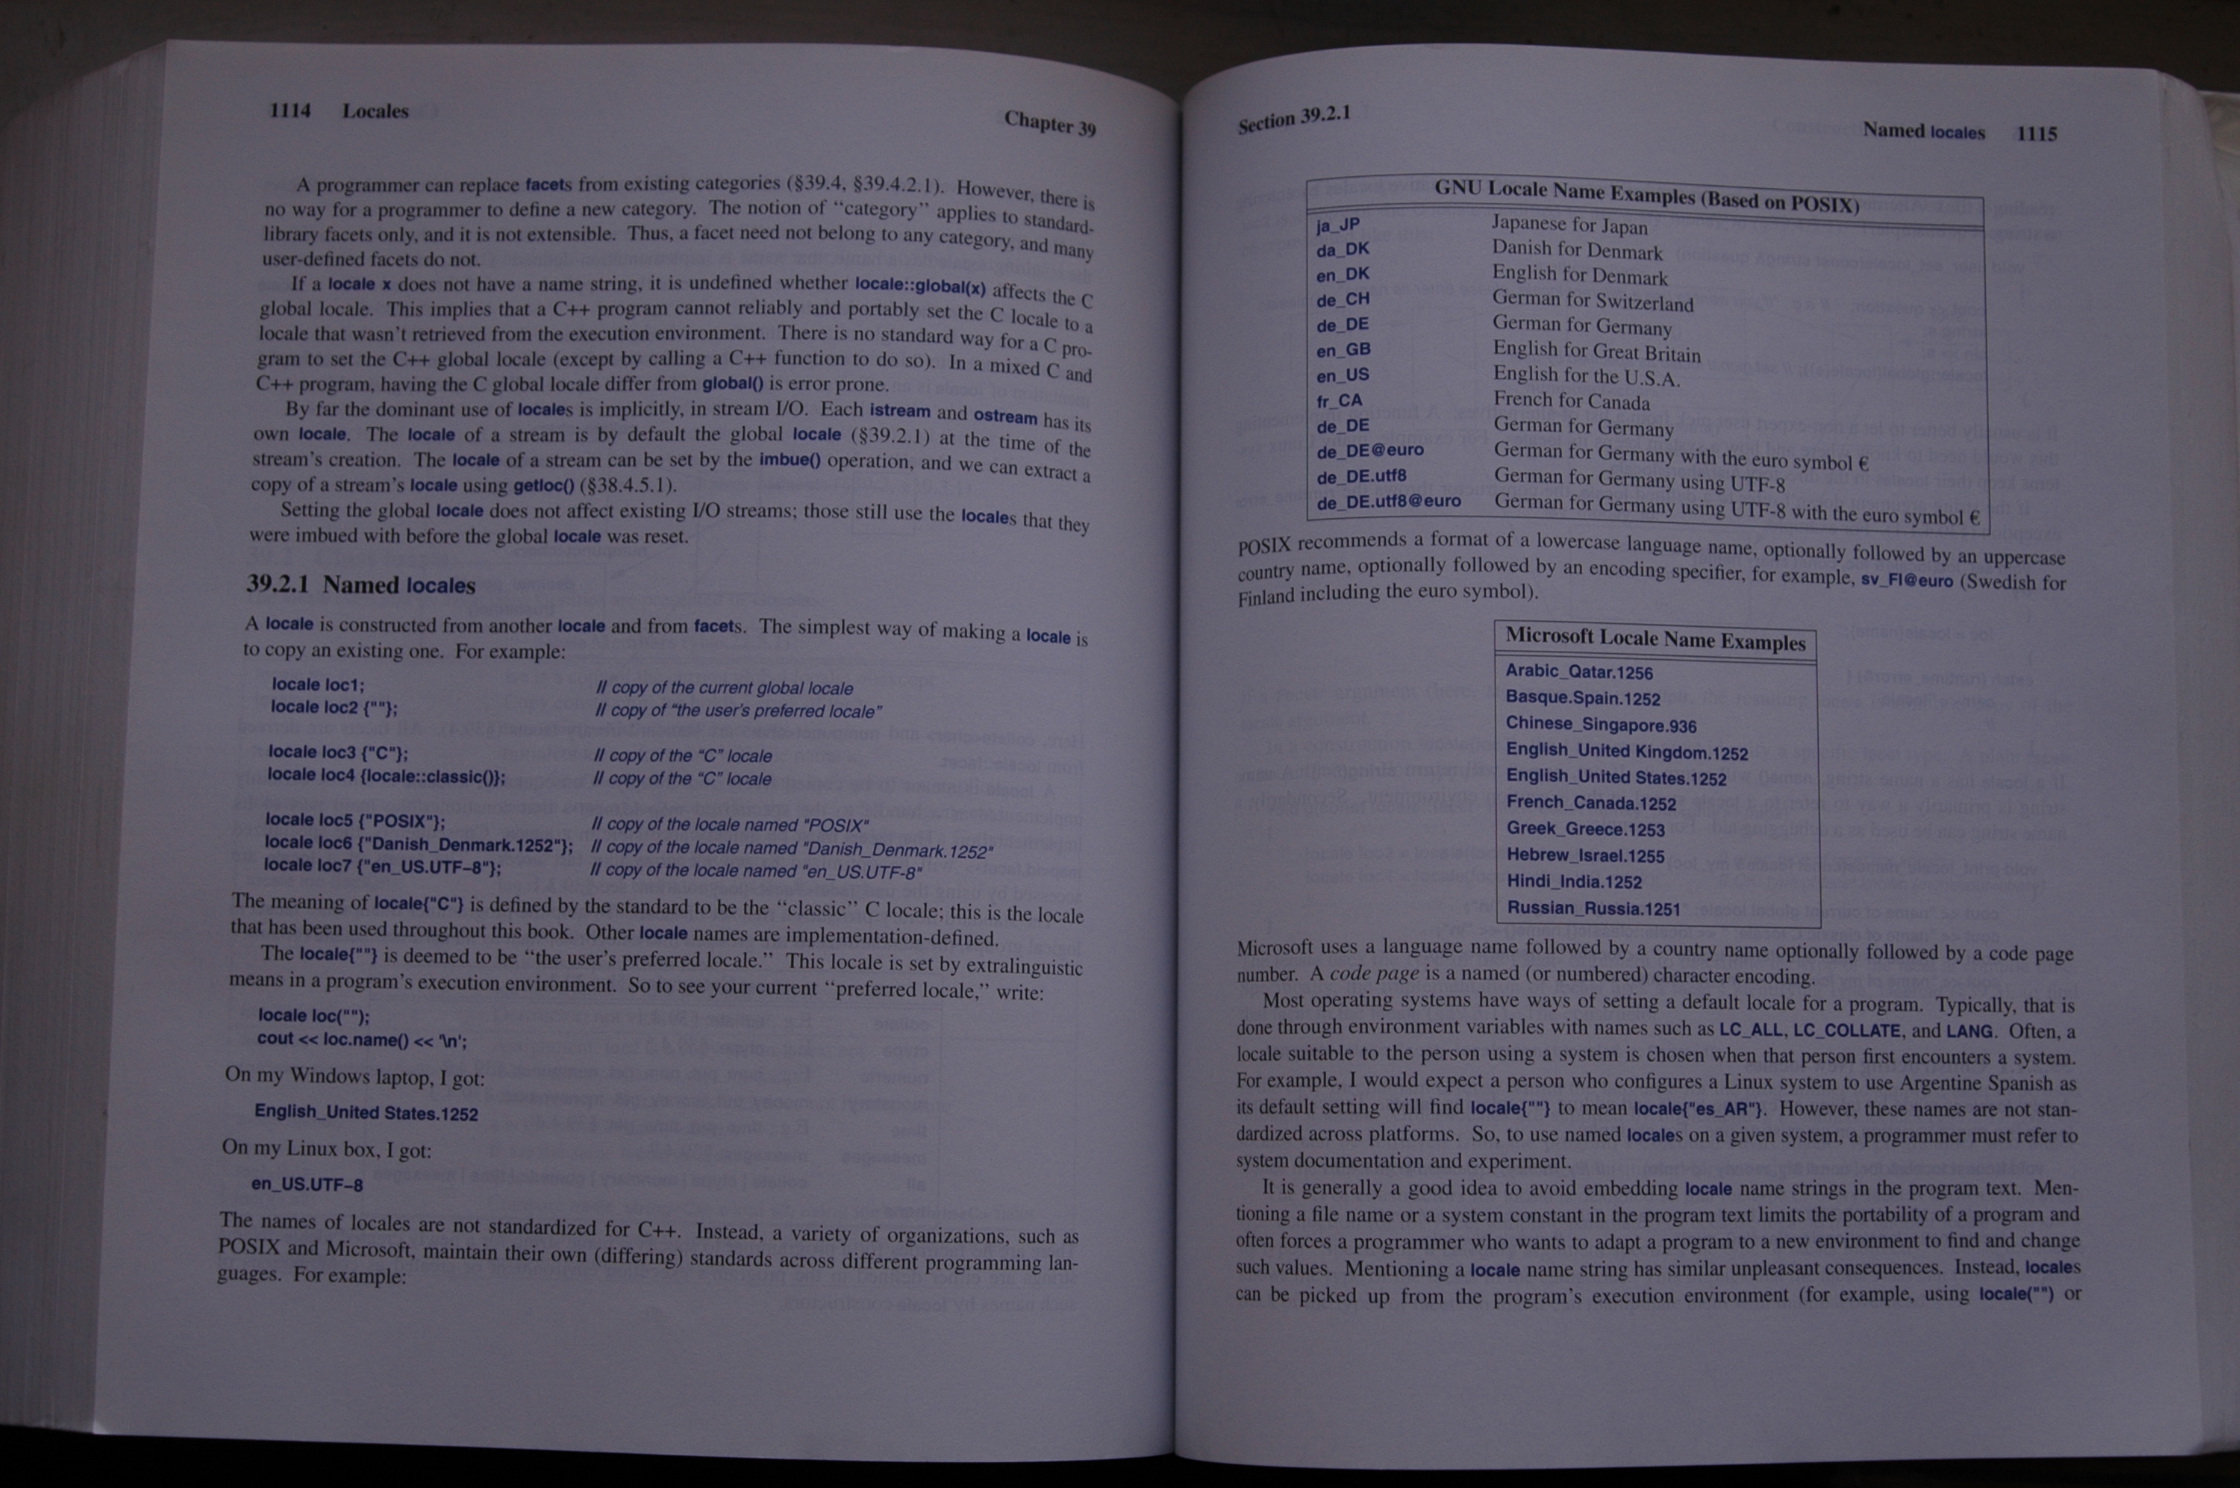 1114 Locales Chapter 39
A programmer can replace facets from existing categories (§39.4, §39.4.2.1). However, there is
no way for a programmer to define a new category. The notion of “category” applies to standard-
library facets only, and it is not extensible. Thus, a facet need not belong to any category, and many
user-defined facets do not.
If a locale x does not have a name string, it is undefined whether locale::global(x) affects the C
global locale. This implies that a C++ program cannot reliably and portably set the C locale to a
locale that wasn’t retrieved from the execution environment. There is no standard way for a C pro-
gram to set the C++ global locale (except by calling a C++ function to do so). In a mixed C and
C++ program, having the C global locale differ from global() is error prone.
By far the dominant use of locales is implicitly, in stream I/O. Each istream and ostream has its
own locale. The locale of a stream is by default the global locale (§39.2.1) at the time of the
stream’s creation. The locale of a stream can be set by the imbue() operation, and we can extract a
copy of a stream’s locale using getloc() (§38.4.5.1).
Setting the global locale does not affect existing I/O streams; those still use the locales that they
were imbued with before the global locale was reset.
39.2.1 Named locales
A locale is constructed from another locale and from facets. The simplest way of making a locale is
to copy an existing one. For example:
locale loc1; // copy of the current global locale
locale loc2 {""}; // copy of “the user’s preferred locale”
locale loc3 {"C"}; // copy of the “C” locale
locale loc4 {locale::classic()}; // copy of the “C” locale
locale loc5 {"POSIX"}; // copy of the locale named "POSIX"
locale loc6 {"Danish_Denmark.1252"}; // copy of the locale named "Danish_Denmark.1252"
locale loc7 {"en_US.UTF−8"}; // copy of the locale named "en_US.UTF-8"
The meaning of locale{"C"} is defined by the standard to be the “classic” C locale; this is the locale
that has been used throughout this book. Other locale names are implementation-defined.
The locale{""} is deemed to be “the user’s preferred locale.” This locale is set by extralinguistic
means in a program’s execution environment. So to see your current “preferred locale,” write:
locale loc("");
cout << loc.name() << '\n';
On my Windows laptop, I got:
English_United States.1252
On my Linux box, I got:
en_US.UTF−8
The names of locales are not standardized for C++. Instead, a variety of organizations, such as
POSIX and Microsoft, maintain their own (differing) standards across different programming lan-
guages. For example:
Section 39.2.1 Named locales 1115
GNU Locale Name Examples (Based on POSIX)
ja_JP Japanese for Japan
da_DK Danish for Denmark
en_DK English for Denmark
de_CH German for Switzerland
de_DE German for Germany
en_GB English for Great Britain
en_US English for the U.S.A.
fr_CA French for Canada
de_DE German for Germany
de_DE@euro German for Germany with the euro symbol €
de_DE.utf8 German for Germany using UTF-8
de_DE.utf8@euro German for Germany using UTF-8 with the euro symbol €
POSIX recommends a format of a lowercase language name, optionally followed by an uppercase
country name, optionally followed by an encoding specifier, for example, sv_FI@euro (Swedish for
Finland including the euro symbol).
Microsoft Locale Name Examples
Arabic_Qatar.1256
Basque.Spain.1252
Chinese_Singapore.936
English_United Kingdom.1252
English_United States.1252
French_Canada.1252
Greek_Greece.1253
Hebrew_Israel.1255
Hindi_India.1252
Russian_Russia.1251
Microsoft uses a language name followed by a country name optionally followed by a code page
number. A code page is a named (or numbered) character encoding.
Most operating systems have ways of setting a default locale for a program. Typically, that is
done through environment variables with names such as LC_ALL, LC_COLLATE, and LANG. Often, a
locale suitable to the person using a system is chosen when that person first encounters a system.
For example, I would expect a person who configures a Linux system to use Argentine Spanish as
its default setting will find locale{""} to mean locale{"es_AR"}. However, these names are not stan-
dardized across platforms. So, to use named locales on a given system, a programmer must refer to
system documentation and experiment.
It is generally a good idea to avoid embedding locale name strings in the program text. Men-
tioning a file name or a system constant in the program text limits the portability of a program and
often forces a programmer who wants to adapt a program to a new environment to find and change
such values. Mentioning a locale name string has similar unpleasant consequences. Instead, locales
can be picked up from the program’s execution environment (for example, using locale("") or